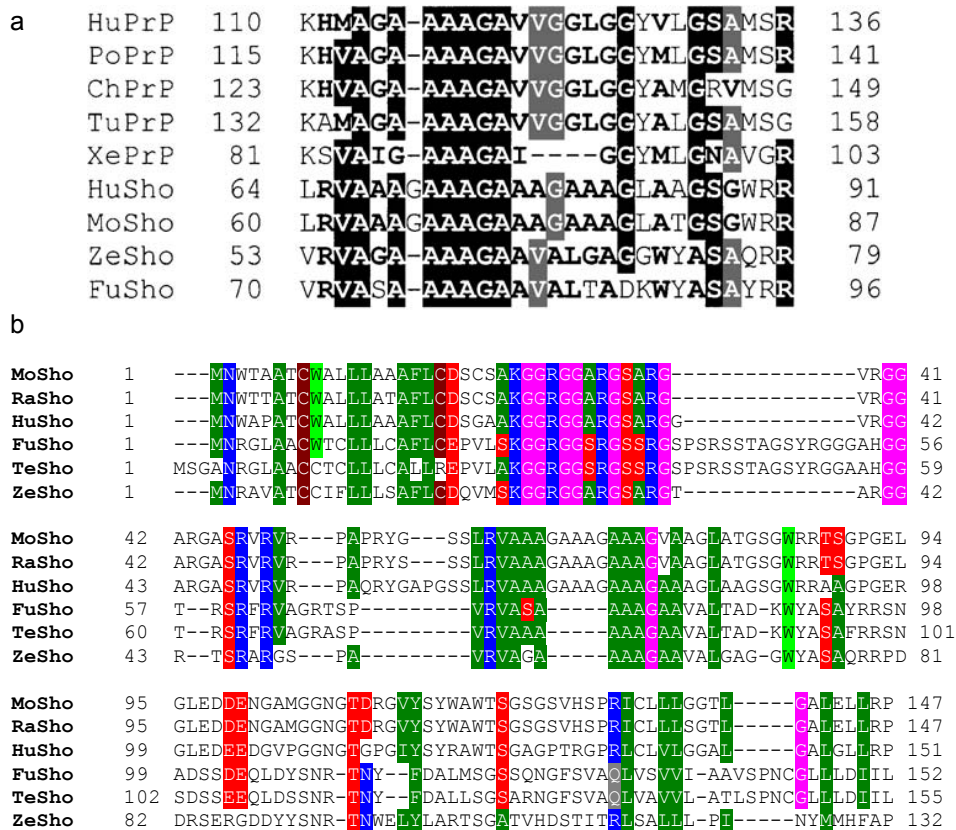 a
HuPrP 110 KHMAGA-AAAGAVVGGLGGYVLGSAMSR 136
PoPrP 115 KHVAGA-AAAGAVVGGLGGYMLGSAMSR 141
ChPrP 123 KHVAGA-AAAGAVVGGLGGYAMGRVMSG 149
TuPrP 132 KAMAGA-AAAGAVVGGLGGYALGSAMSG 158
XePrP 81 KSVAIG-AAAGAI----GGYMLGNAVGR 103
HuSho 64 LRVAAAGAAAGAAAGAAAGLAAGSGWRR 91
MoSho 60 LRVAAAGAAAGAAAGAAAGLATGSGWRR 87
ZeSho 53 VRVAGA-AAAGAAVALGAGGWYASAQRR 79
FuSho 70 VRVASA-AAAGAAVALTADKWYASAYRR 96
b
MoSho 1 ---MNWTAATCWALLLAAAFLCDSCSAKGGRGGARGSARG---------------VRGG 41
RaSho 1 ---MNWTTATCWALLLATAFLCDSCSAKGGRGGARGSARG---------------VRGG 41
HuSho 1 ---MNWAPATCWALLLAAAFLCDSGAAKGGRGGARGSARGG--------------VRGG 42
FuSho 1 ---MNRGLAACWTCLLLCAFLCEPVLSKGGRGGSRGSSRGSPSRSSTAGSYRGGGAHGG 56
TeSho 1 MSGANRGLAACCTCLLLCALLREPVLAKGGRGGSRGSSRGSPSRSSTAGSYRGGAAHGG 59
ZeSho 1 ---MNRAVATCCIFLLLSAFLCDQVMSKGGRGGARGSARGT--------------ARGG 42
MoSho 42 ARGASRVRVR---PAPRYG---SSLRVAAAGAAAGAAAGVAAGLATGSGWRRTSGPGEL 94
RaSho 42 ARGASRVRVR---PAPRYG---SSLRVAAAGAAAGAAAGVAAGLATGSGWRRTSGPGEL 94
HuSho 43 ARGASRVRVR---PAQRYGAPGSSLRVAAAGAAAGAAAGAAAGLAAGSGWRRAAGPGER 98
FuSho 57 T--RSRFRVAGRTSP---------VRVASA-----AAAGAAVALTAD-KWYASAYRRSN 98
TeSho 60 T--RSRFRVAGRASP---------VRVAAA-----AAAGAAVALTAD-KWYASAFRRSN 101
ZeSho 43 R--TSRARGS---PA---------VRVAGA-----AAAGAAVALGAG-GWYASAQRRPD 81
MoSho 95 GLEDDENGAMGGNGTDRGVYSYWAWTSGSGSVHSPRICLLLGGTL-----GALELLRP 147
RaSho 95 GLEDDENGAMGGNGTDRGVYSYWAWTSGSGSVHSPRICLLLSGTL-----GALELLRP 147
HuSho 99 GLEDEEDGVPGGNGTGPGIYSYRAWTSGAGPTRGPRLCLVLGGAL-----GALGLLRP 151
FuSho 99 ADSSDEQLDYSNR-TNY--FDALMSGSSQNGFSVAQLVSVVI-AAVSPNCGLLLDIIL 152
TeSho 102 SDSSEEQLDSSNR-TNY--FDALLSGSARNGFSVAQLVAVVL-ATLSPNCGLLLDIIL 155
ZeSho 82 DRSERGDDYYSNR-TNWELYLARTSGATVHDSTITRLSALLL-PI-----NYMMHFAP 132